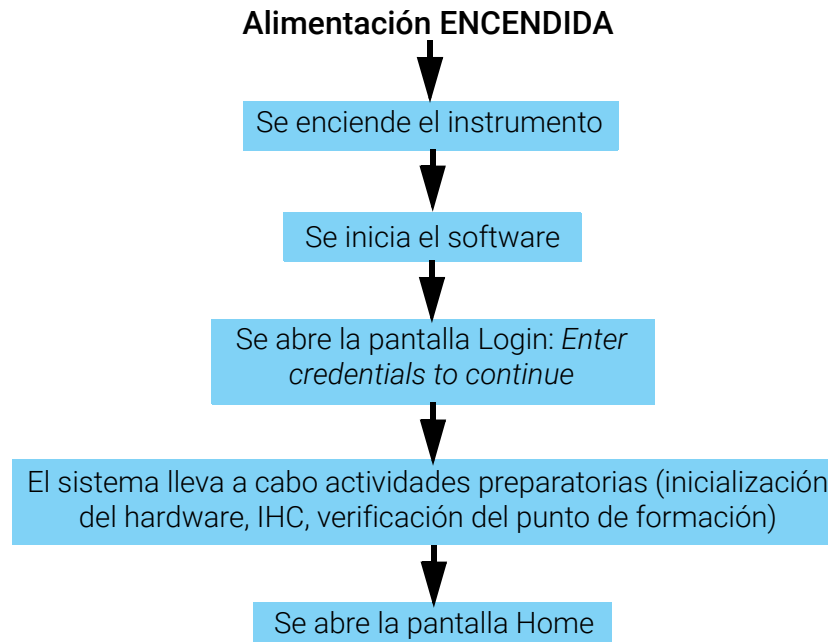 Alimentación ENCENDIDA
Se enciende el instrumento
Se inicia el software
Se abre la pantalla Login: Enter
credentials to continue
El sistema lleva a cabo actividades preparatorias (inicialización
del hardware, IHC, verificación del punto de formación)
Se abre la pantalla Home